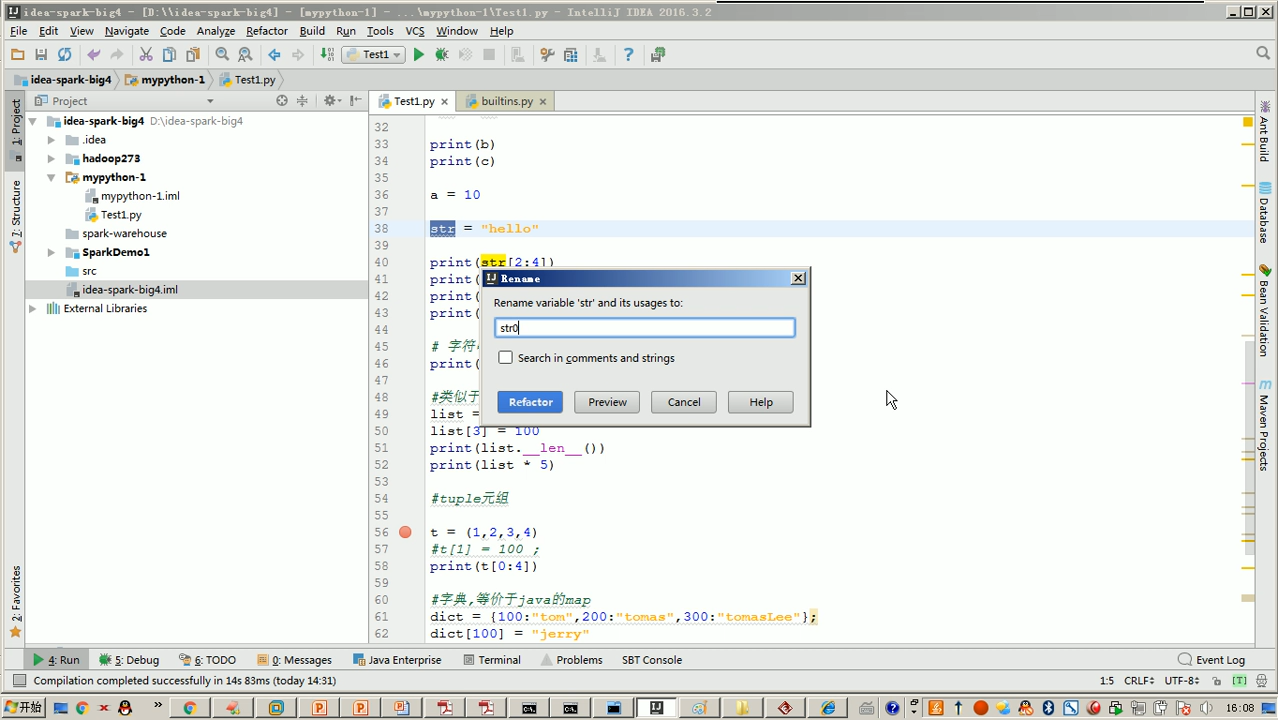 idea-spark-big4 - [D:\\idea-spark-big4] - [mypython-1] - ...\mypython-1\Test1.py - IntelliJ IDEA 2016.3.2
File Edit View Navigate Code Analyze Refactor Build Run Tools VCS Window Help
Test1
idea-spark-big4 mypython-1 Test1.py
Project
Test1.py builtins.py
1: Project
7: Structure
2: Favorites
idea-spark-big4 D:\idea-spark-big4
.idea
hadoop273
mypython-1
mypython-1.iml
Test1.py
spark-warehouse
SparkDemo1
src
idea-spark-big4.iml
External Libraries
32
33 print(b)
34 print(c)
35
36 a = 10
37
38 str = "hello"
39
40 print(str[2:4])
41 print(
42 print(
43 print(
44
45 # 字符
46 print(
47
48 #类似于
49 list =
50 list[3] = 100
51 print(list.__len__())
52 print(list * 5)
53
54 #tuple元组
55
56 t = (1,2,3,4)
57 #t[1] = 100 ;
58 print(t[0:4])
59
60 #字典,等价于java的map
61 dict = {100:"tom",200:"tomas",300:"tomasLee"};
62 dict[100] = "jerry"
Rename
Rename variable 'str' and its usages to:
str0
Search in comments and strings
Refactor Preview Cancel Help
Ant Build
Database
Bean Validation
Maven Projects
4: Run 5: Debug 6: TODO 0: Messages Java Enterprise Terminal Problems SBT Console Event Log
Compilation completed successfully in 14s 83ms (today 14:31) 1:5 CRLF UTF-8
开始 16:08